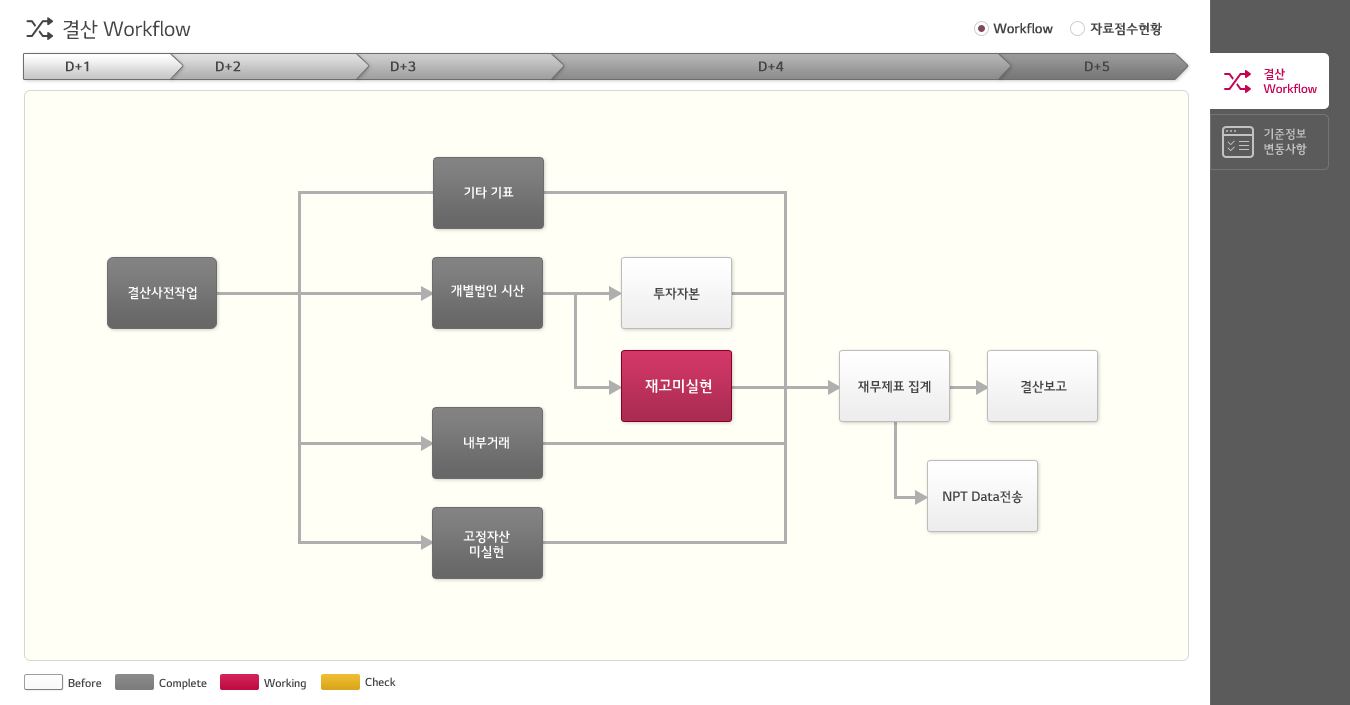 결산 Workflow
Workflow
자료점수현황
D+1
D+2
D+3
D+4
D+5
결산
Workflow
기준정보
변동사항
기타 기표
결산사전작업
개별법인 시산
투자자본
재고미실현
재무제표 집계
결산보고
내부거래
NPT Data전송
고정자산
미실현
Before
Complete
Working
Check